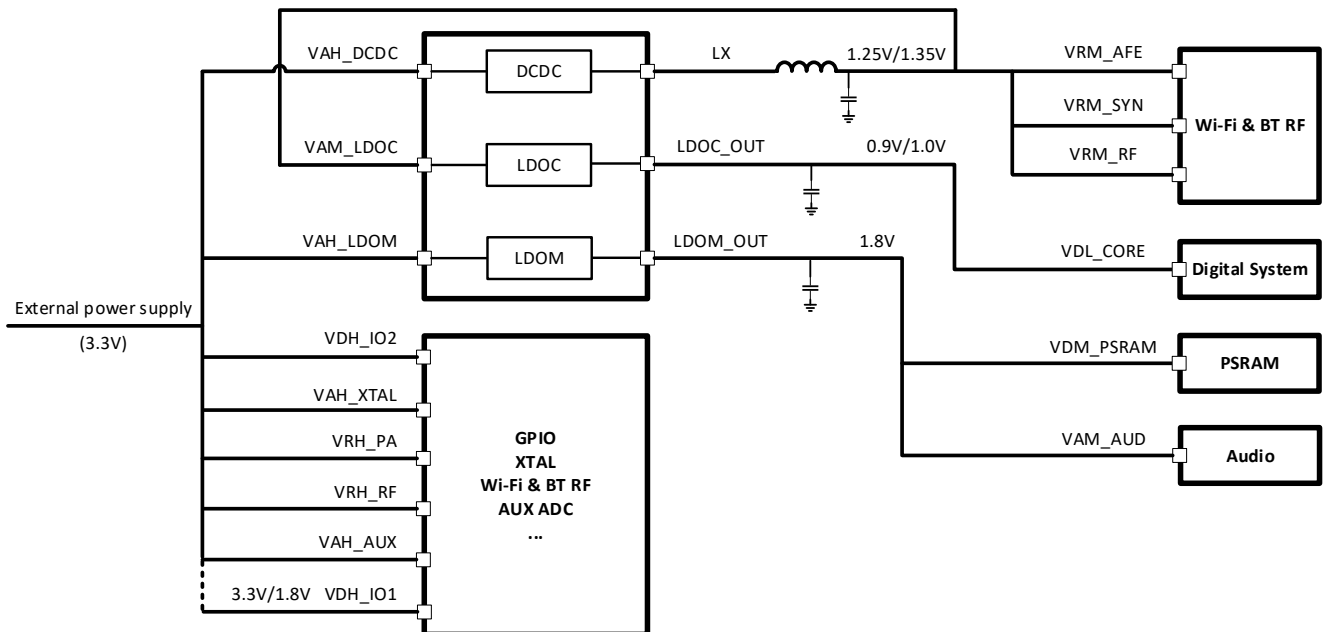 VAH_DCDC
DCDC
LX
1.25V/1.35V
VRM_AFE
VRM_SYN
Wi-Fi & BT RF
VRM_RF
VAM_LDOC
LDOC
LDOC_OUT
0.9V/1.0V
VAH_LDOM
LDOM
LDOM_OUT
1.8V
VDL_CORE
Digital System
External power supply
(3.3V)
VDH_IO2
VDM_PSRAM
PSRAM
VAH_XTAL
VRH_PA
GPIO
XTAL
Wi-Fi & BT RF
AUX ADC
...
VAM_AUD
Audio
VRH_RF
VAH_AUX
3.3V/1.8V VDH_IO1